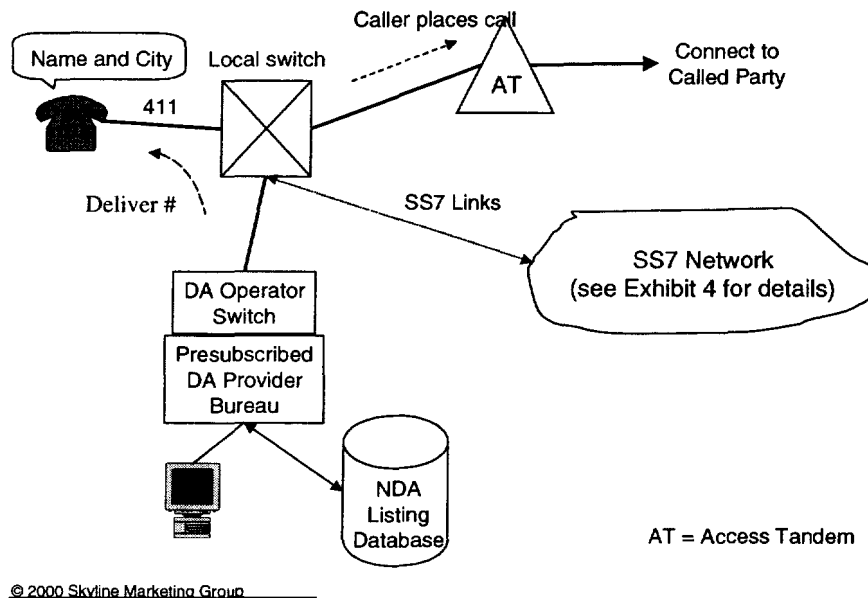 Caller places call
Name and City
Local switch
AT
Connect to
Called Party
411
Deliver #
SS7 Links
SS7 Network
(see Exhibit 4 for details)
DA Operator
Switch
Presubscribed
DA Provider
Bureau
NDA
Listing
Database
AT = Access Tandem
© 2000 Skyline Marketing Group